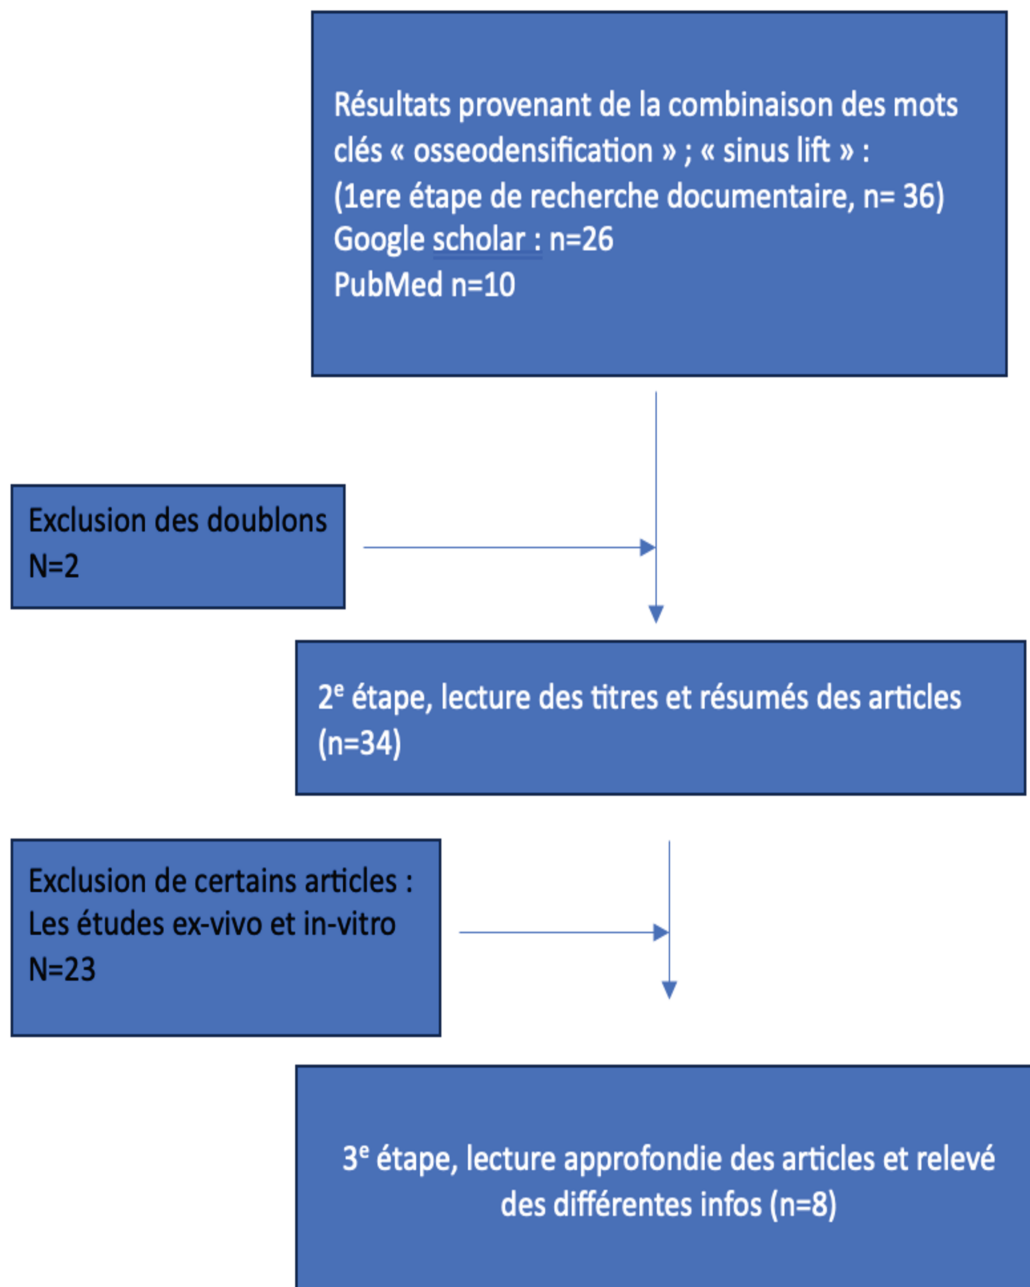 Résultats provenant de la combinaison des mots
clés « osseodensification » ; « sinus lift » :
(1ere étape de recherche documentaire, n= 36)
Google scholar : n=26
PubMed n=10
Exclusion des doublons
N=2
2e étape, lecture des titres et résumés des articles
(n=34)
Exclusion de certains articles :
Les études ex-vivo et in-vitro
N=23
3e étape, lecture approfondie des articles et relevé
des différentes infos (n=8)